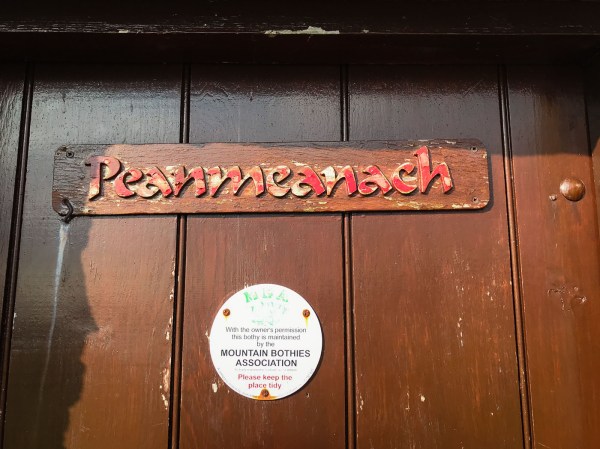 Peanmeanach
M B A
With the owner's permission
this bothy is maintained
by the
MOUNTAIN BOTHIES
ASSOCIATION
Please keep the
place tidy